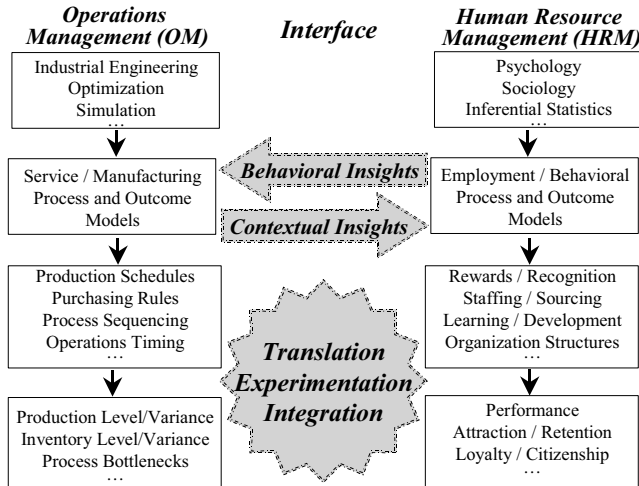 Operations
Management (OM)
Interface
Human Resource
Management (HRM)
Industrial Engineering
Optimization
Simulation
…
Psychology
Sociology
Inferential Statistics
…
Behavioral Insights
Contextual Insights
Service / Manufacturing
Process and Outcome
Models
Employment / Behavioral
Process and Outcome
Models
Production Schedules
Purchasing Rules
Process Sequencing
Operations Timing
…
Rewards / Recognition
Staffing / Sourcing
Learning / Development
Organization Structures
…
Translation
Experimentation
Integration
Production Level/Variance
Inventory Level/Variance
Process Bottlenecks
…
Performance
Attraction / Retention
Loyalty / Citizenship
…